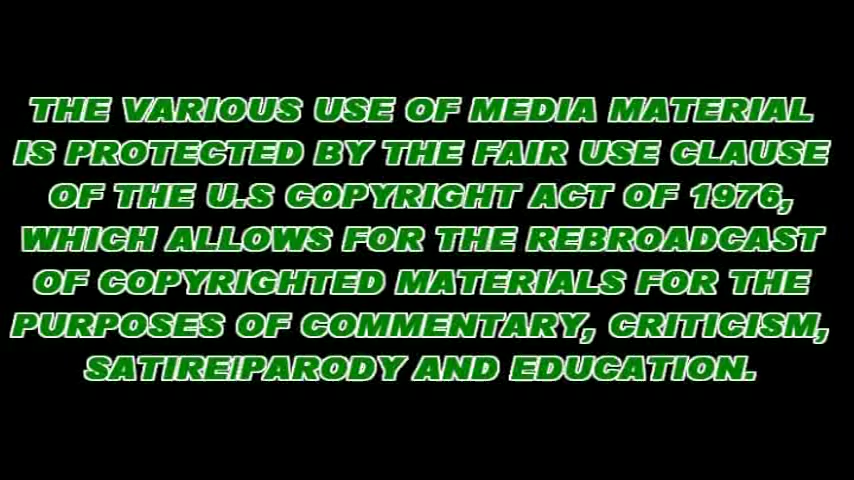 THE VARIOUS USE OF MEDIA MATERIAL
IS PROTECTED BY THE FAIR USE CLAUSE
OF THE U.S COPYRIGHT ACT OF 1976,
WHICH ALLOWS FOR THE REBROADCAST
OF COPYRIGHTED MATERIALS FOR THE
PURPOSES OF COMMENTARY, CRITICISM,
SATIRE/PARODY AND EDUCATION.